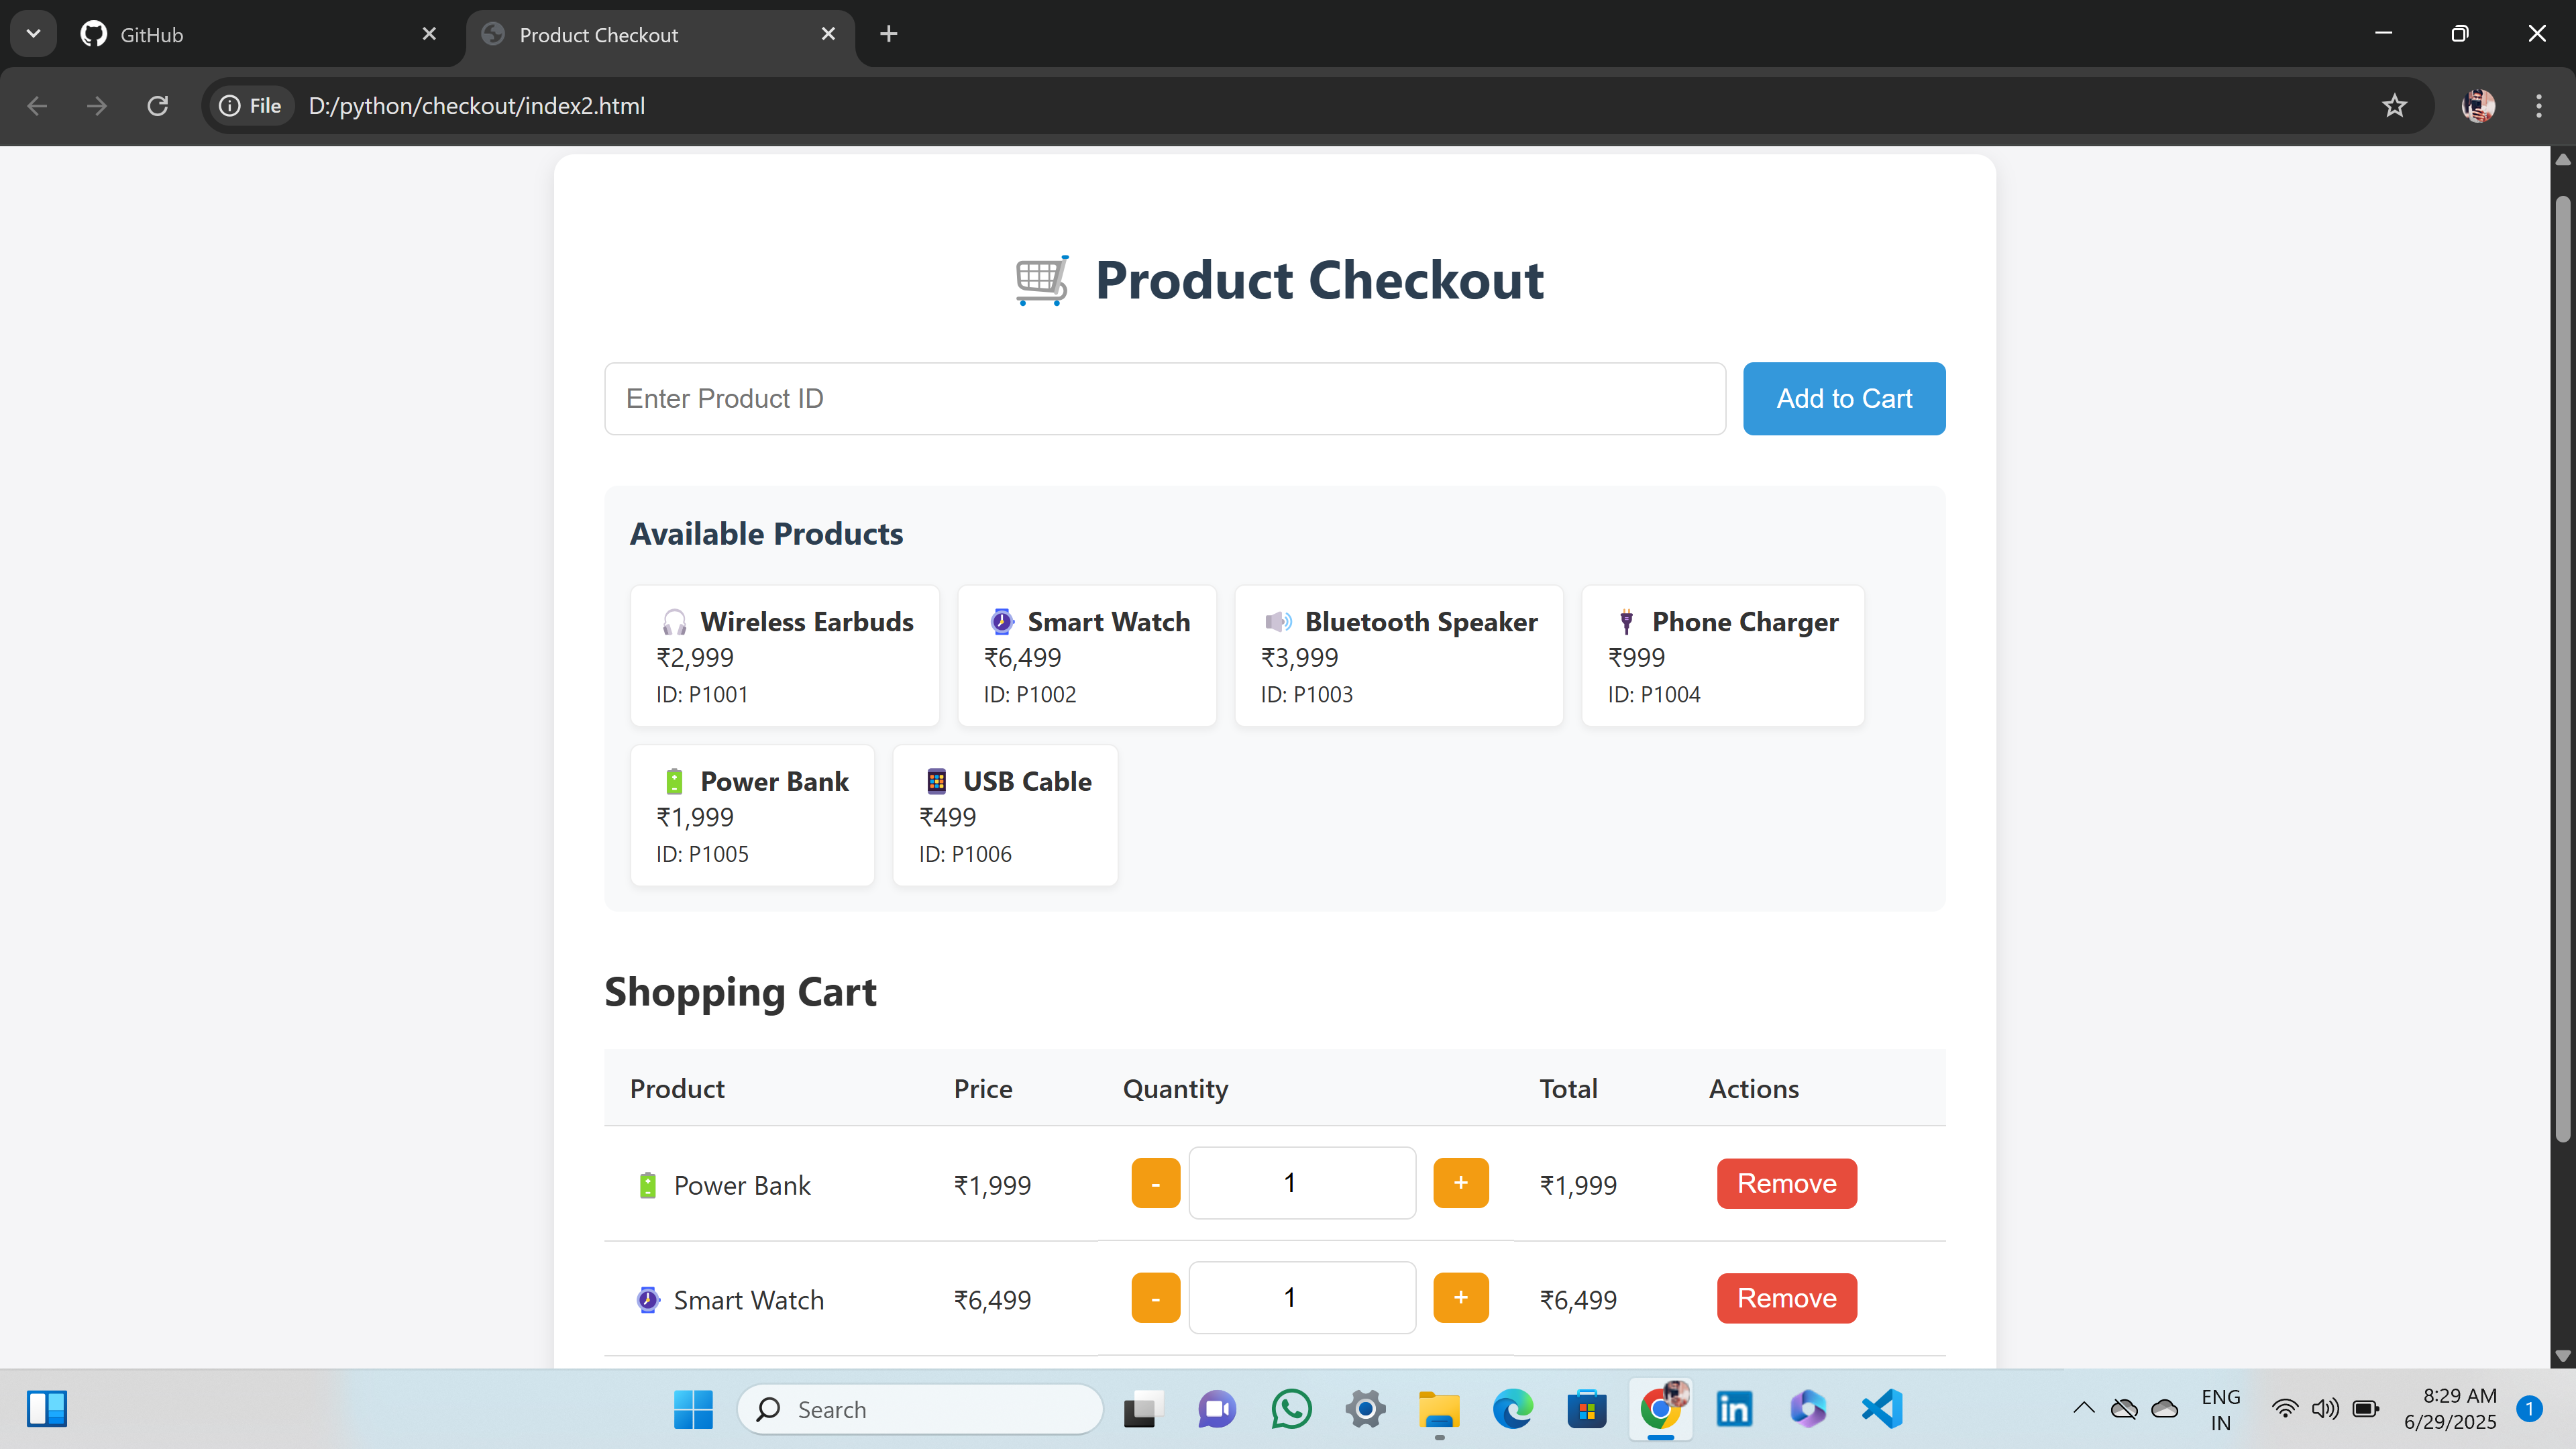 GitHub
Product Checkout
File D:/python/checkout/index2.html
Product Checkout
Enter Product ID
Add to Cart
Available Products
Wireless Earbuds
₹2,999
ID: P1001
Smart Watch
₹6,499
ID: P1002
Bluetooth Speaker
₹3,999
ID: P1003
Phone Charger
₹999
ID: P1004
Power Bank
₹1,999
ID: P1005
USB Cable
₹499
ID: P1006
Shopping Cart
Product Price Quantity Total Actions
Power Bank ₹1,999 - 1 + ₹1,999 Remove
Smart Watch ₹6,499 - 1 + ₹6,499 Remove
Search
in
ENG
IN
8:29 AM
6/29/2025
1